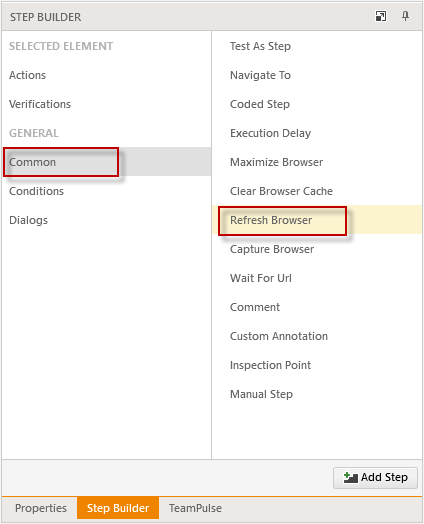 STEP BUILDER
SELECTED ELEMENT
Actions
Verifications
GENERAL
Common
Conditions
Dialogs
Test As Step
Navigate To
Coded Step
Execution Delay
Maximize Browser
Clear Browser Cache
Refresh Browser
Capture Browser
Wait For Url
Comment
Custom Annotation
Inspection Point
Manual Step
Add Step
Properties Step Builder TeamPulse